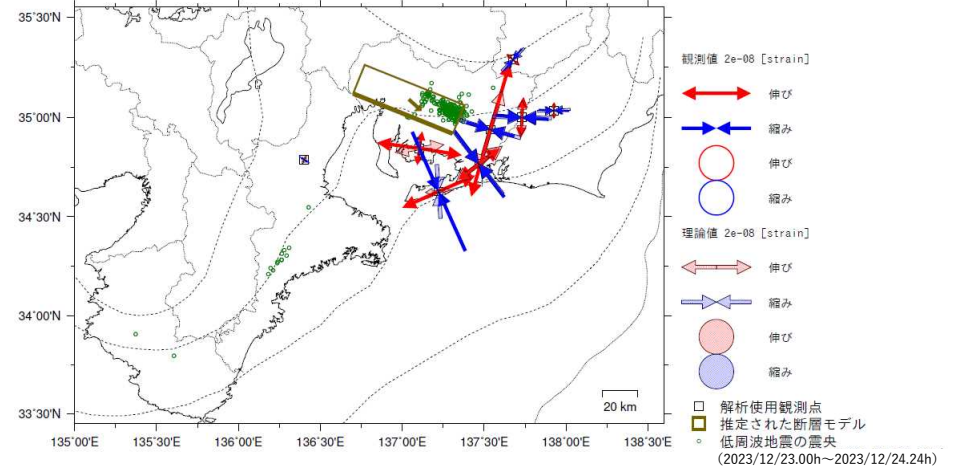 35°30'N
35°00'N
34°30'N
34°00'N
33°30'N
135°00'E
135°30'E
136°00'E
136°30'E
137°00'E
137°30'E
138°00'E
138°30'E
20 km
観測値 2e-08 [strain]
伸び
縮み
伸び
縮み
理論値 2e-08 [strain]
伸び
縮み
伸び
縮み
解析使用観測点
推定された断層モデル
低周波地震の震央
(2023/12/23.00h～2023/12/24.24h)